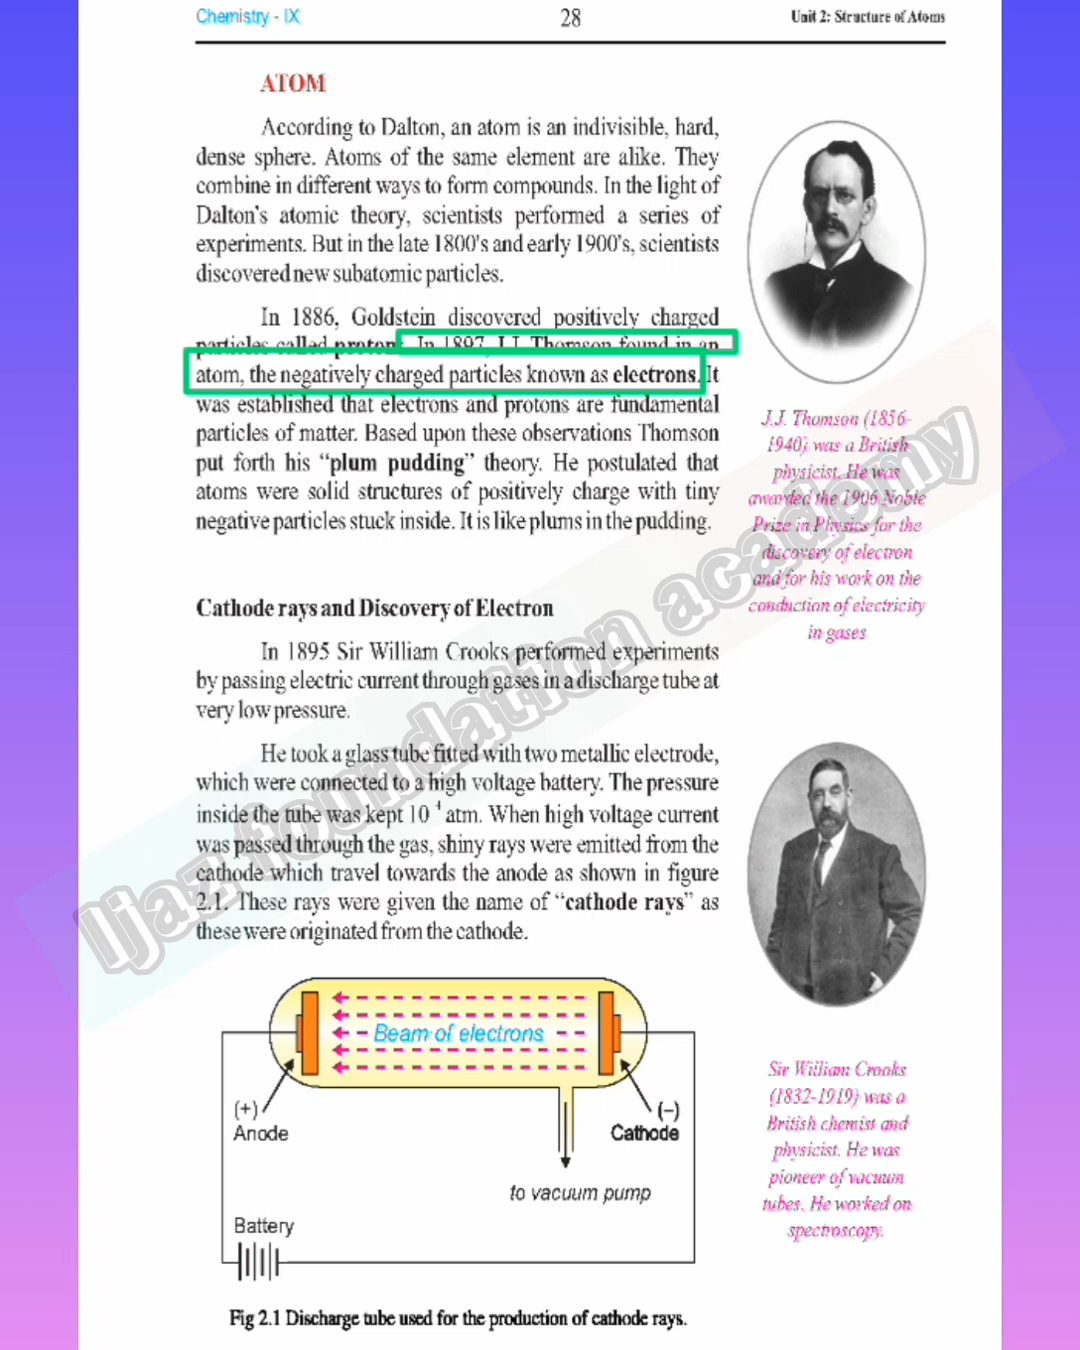 Chemistry - IX
28
Unit 2: Structure of Atoms
ATOM
According to Dalton, an atom is an indivisible, hard,
dense sphere. Atoms of the same element are alike. They
combine in different ways to form compounds. In the light of
Dalton's atomic theory, scientists performed a series of
experiments. But in the late 1800's and early 1900's, scientists
discovered new subatomic particles.
In 1886, Goldstein discovered positively charged
particles called protons. In 1897, J.J. Thomson found in an
atom, the negatively charged particles known as electrons. It
was established that electrons and protons are fundamental
particles of matter. Based upon these observations Thomson
put forth his “plum pudding” theory. He postulated that
atoms were solid structures of positively charge with tiny
negative particles stuck inside. It is like plums in the pudding.
J.J. Thomson (1856-
1940) was a British
physicist. He was
awarded the 1906 Noble
Prize in Physics for the
discovery of electron
and for his work on the
conduction of electricity
in gases
Cathode rays and Discovery of Electron
In 1895 Sir William Crooks performed experiments
by passing electric current through gases in a discharge tube at
very low pressure.
He took a glass tube fitted with two metallic electrode,
which were connected to a high voltage battery. The pressure
inside the tube was kept 10⁻⁴ atm. When high voltage current
was passed through the gas, shiny rays were emitted from the
cathode which travel towards the anode as shown in figure
2.1. These rays were given the name of “cathode rays” as
these were originated from the cathode.
Sir William Crooks
(1832-1919) was a
British chemist and
physicist. He was
pioneer of vacuum
tubes. He worked on
spectroscopy.
Beam of electrons
(+)
Anode
(–)
Cathode
to vacuum pump
Battery
Fig 2.1 Discharge tube used for the production of cathode rays.
Ijaz foundation academy